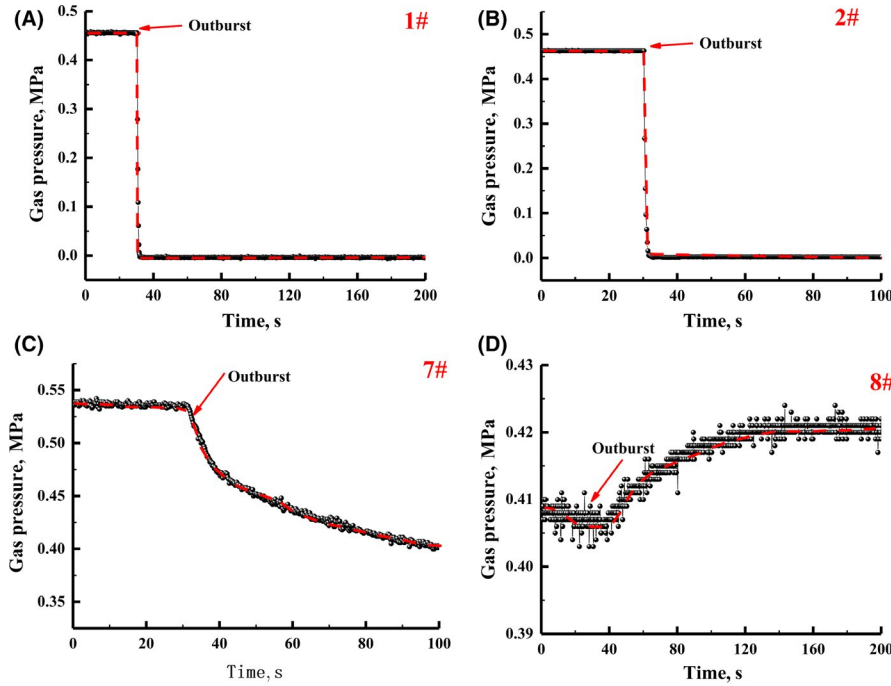 (A)
1#
Outburst
Gas pressure, MPa
0.5
0.4
0.3
0.2
0.1
0.0
0 40 80 120 160 200
Time, s
(B)
2#
Outburst
Gas pressure, MPa
0.5
0.4
0.3
0.2
0.1
0.0
0 20 40 60 80 100
Time, s
(C)
7#
Outburst
Gas pressure, MPa
0.55
0.50
0.45
0.40
0.35
0 20 40 60 80 100
Time, s
(D)
8#
Outburst
Gas pressure, MPa
0.43
0.42
0.41
0.40
0.39
0 40 80 120 160 200
Time, s